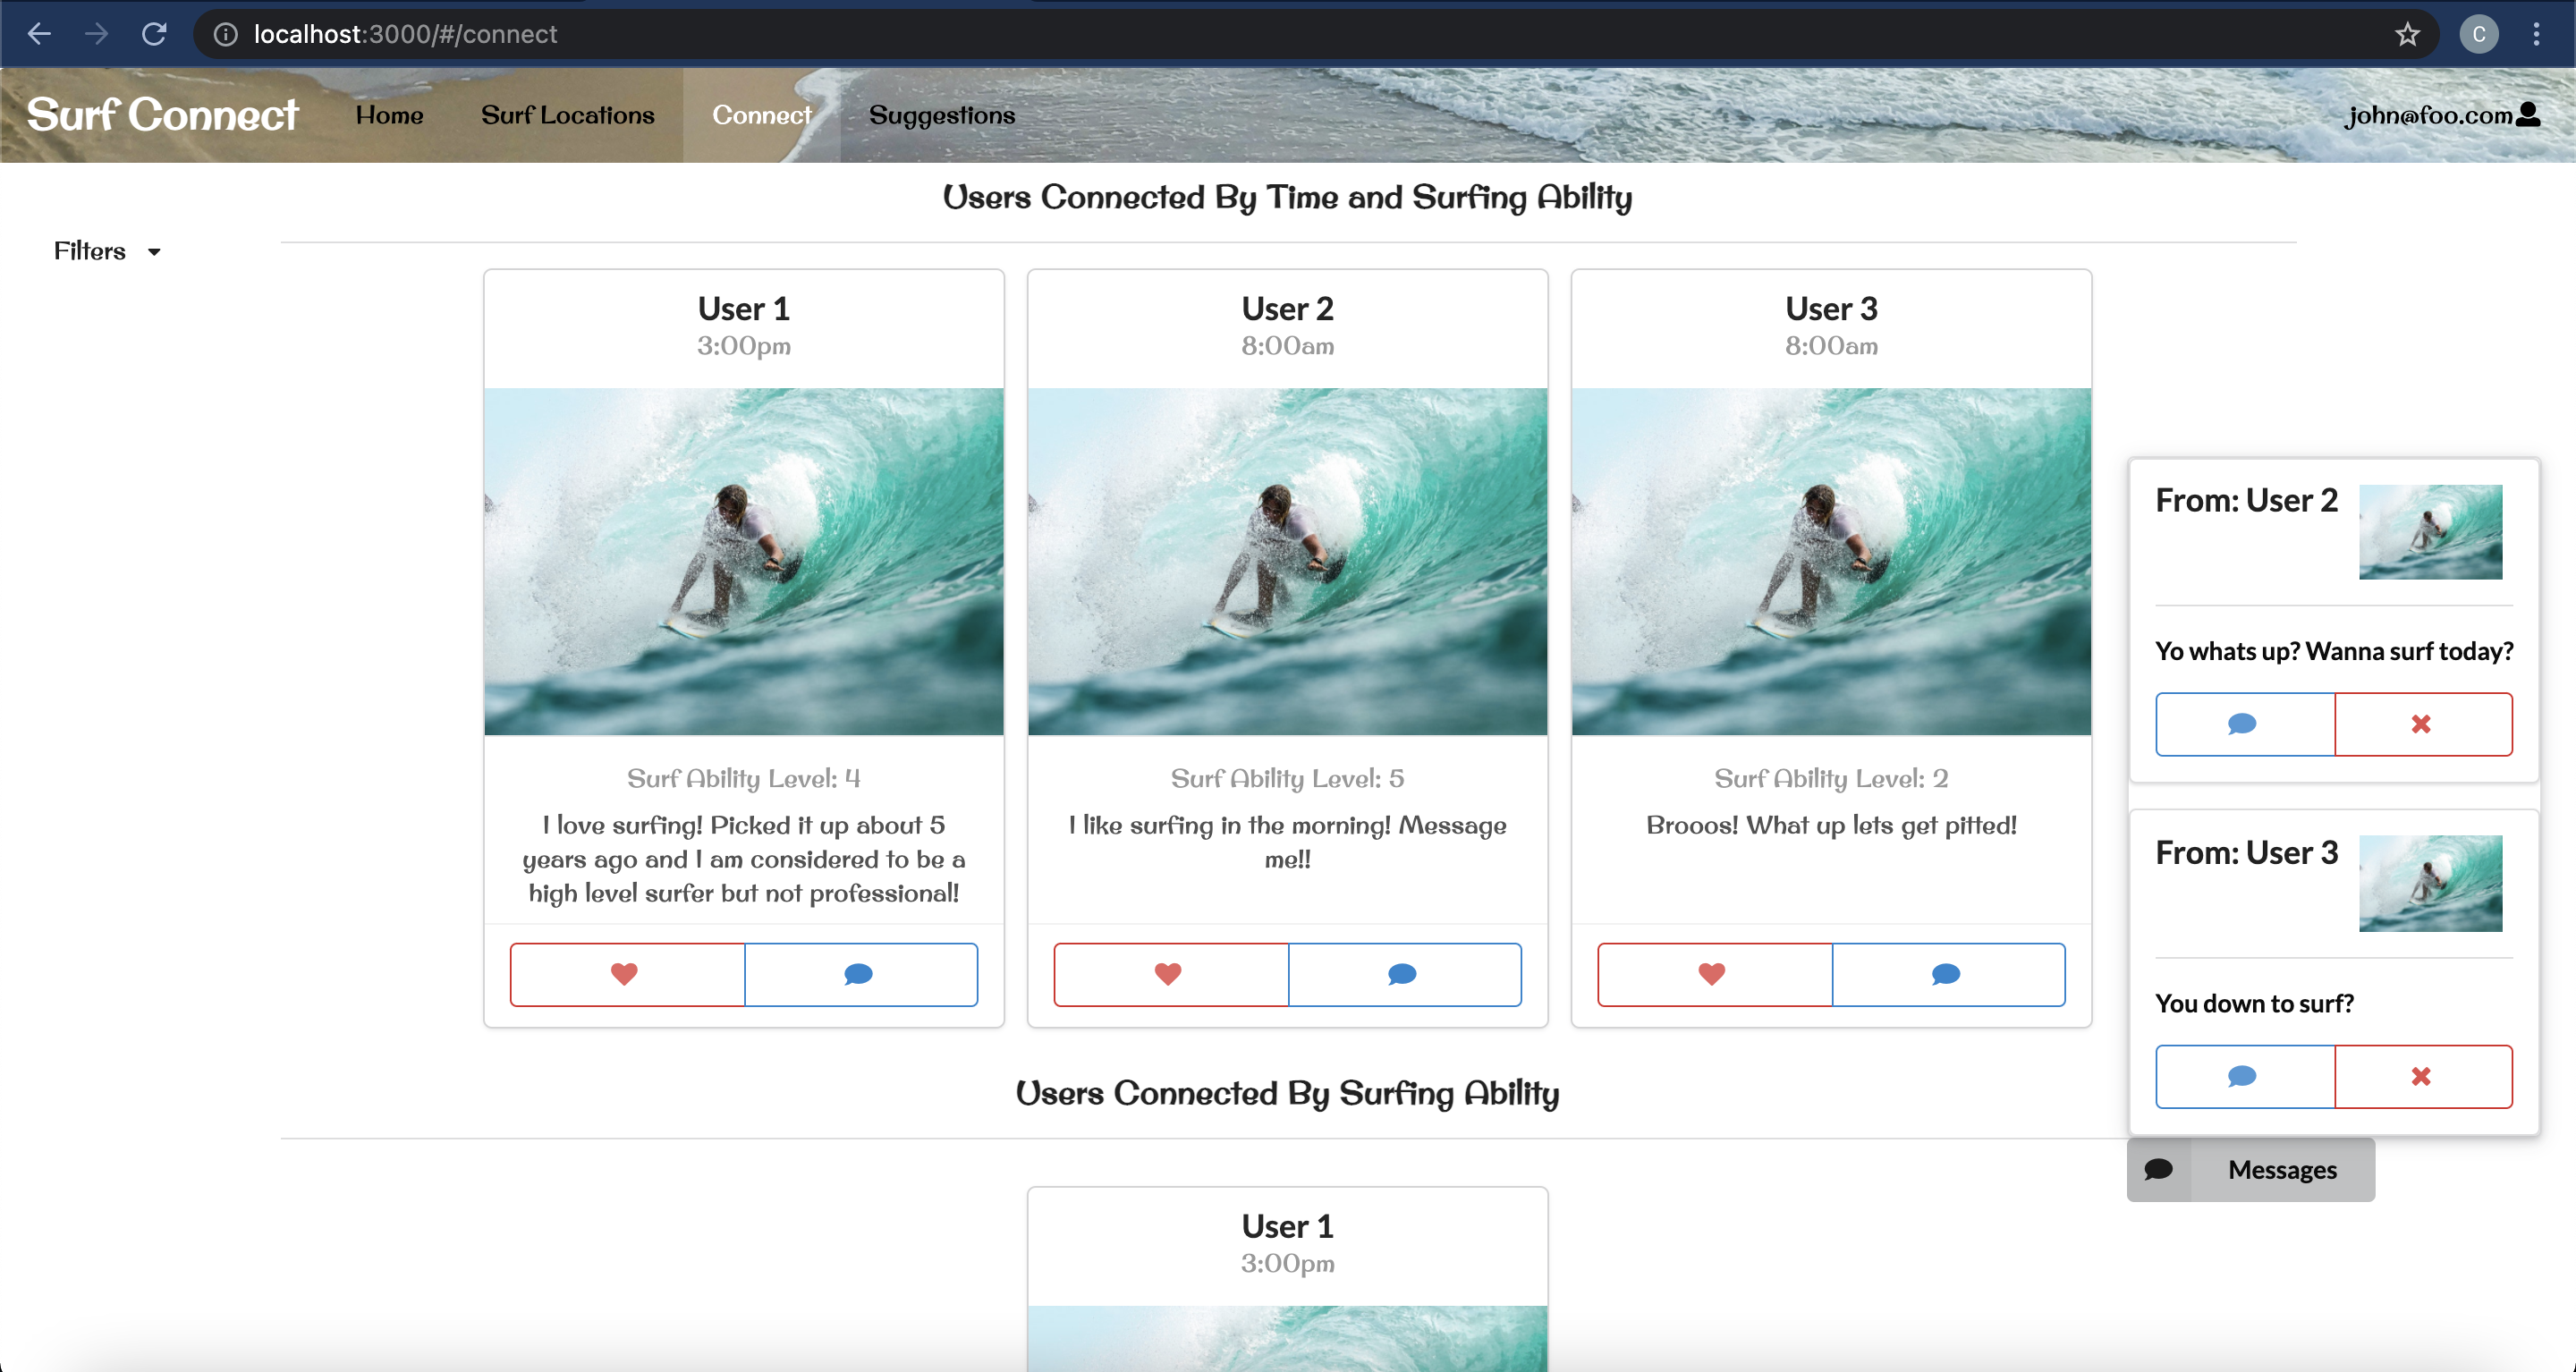 localhost:3000/#/connect
C
Surf Connect
Home
Surf Locations
Connect
Suggestions
john@foo.com
Users Connected By Time and Surfing Ability
Filters
User 1
3:00pm
Surf Ability Level: 4
I love surfing! Picked it up about 5
years ago and I am considered to be a
high level surfer but not professional!
User 2
8:00am
Surf Ability Level: 5
I like surfing in the morning! Message
me!!
User 3
8:00am
Surf Ability Level: 2
Brooos! What up lets get pitted!
From: User 2
Yo whats up? Wanna surf today?
From: User 3
You down to surf?
Messages
Users Connected By Surfing Ability
User 1
3:00pm